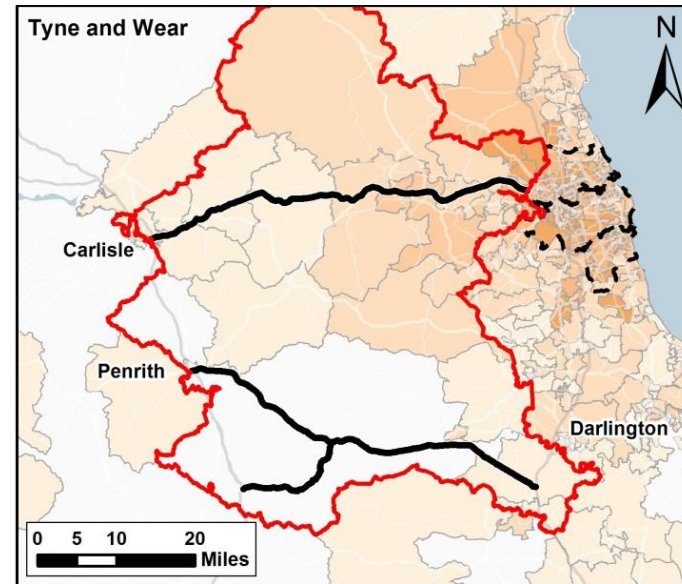 Tyne and Wear
N
Carlisle
Penrith
Darlington
0 5 10 20
Miles